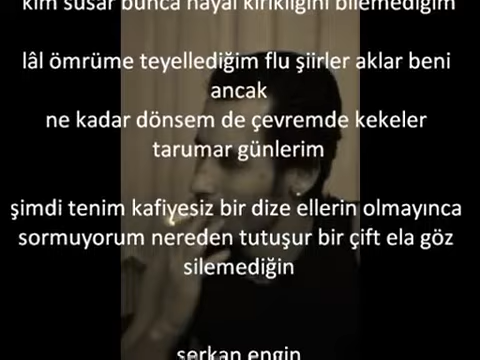 kim susar bunca hayal kırıklığını bilemediğim
lâl ömrüme teyellediğim flu şiirler aklar beni
ancak
ne kadar dönsem de çevremde kekeler
tarumar günlerim
şimdi tenim kafiyesiz bir dize ellerin olmayınca
sormuyorum nereden tutuşur bir çift ela göz
silemediğin
serkan engin